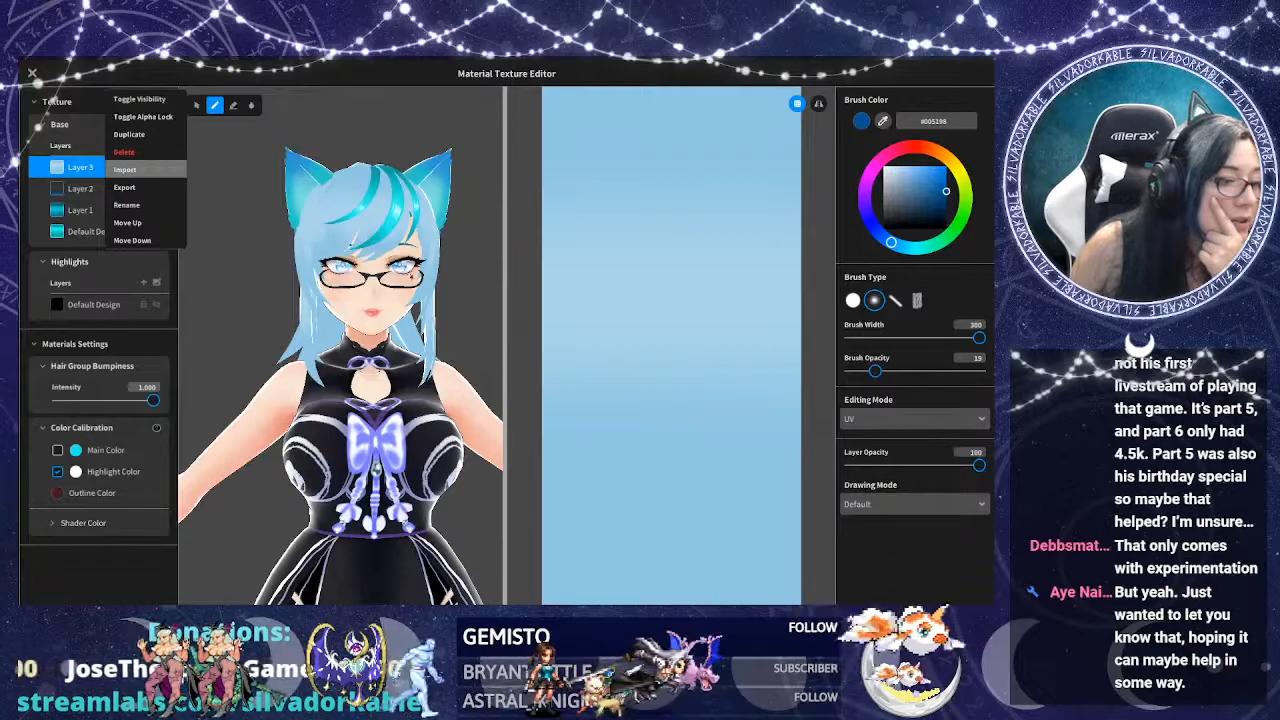 Material Texture Editor
Texture
Base
Layers
Layer 3
Layer 2
Layer 1
Default De
Toggle Visibility
Toggle Alpha Lock
Duplicate
Delete
Import
Export
Rename
Move Up
Move Down
Highlights
Layers
Default Design
Materials Settings
Hair Group Bumpiness
Intensity
1.000
Color Calibration
Main Color
Highlight Color
Outline Color
Shader Color
Brush Color
#005198
Brush Type
Brush Width
300
Brush Opacity
19
Editing Mode
UV
Layer Opacity
100
Drawing Mode
Default
SILVADORKABLE
merax
not his first
livestream of playing
that game. It's part 5,
and part 6 only had
4.5k. Part 5 was also
his birthday special
so maybe that
helped? I'm unsure...
Debbsmat... That only comes
with experimentation
Aye Nai... But yeah. Just
wanted to let you
know that, hoping it
can maybe help in
some way.
Donations:
GEMISTO
FOLLOW
SUBSCRIBER
FOLLOW